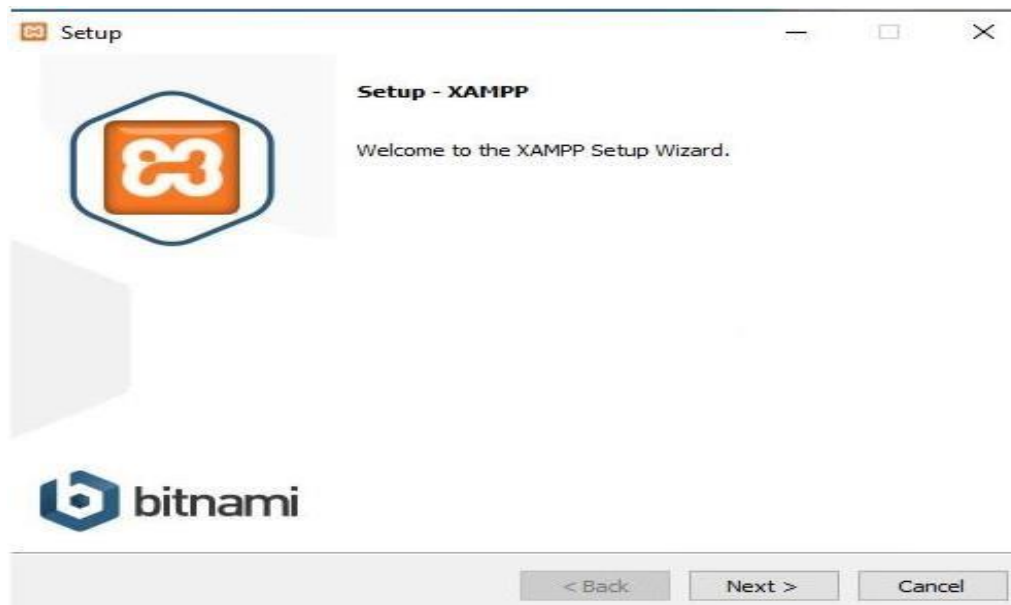 Setup
Setup - XAMPP
Welcome to the XAMPP Setup Wizard.
bitnami
< Back
Next >
Cancel